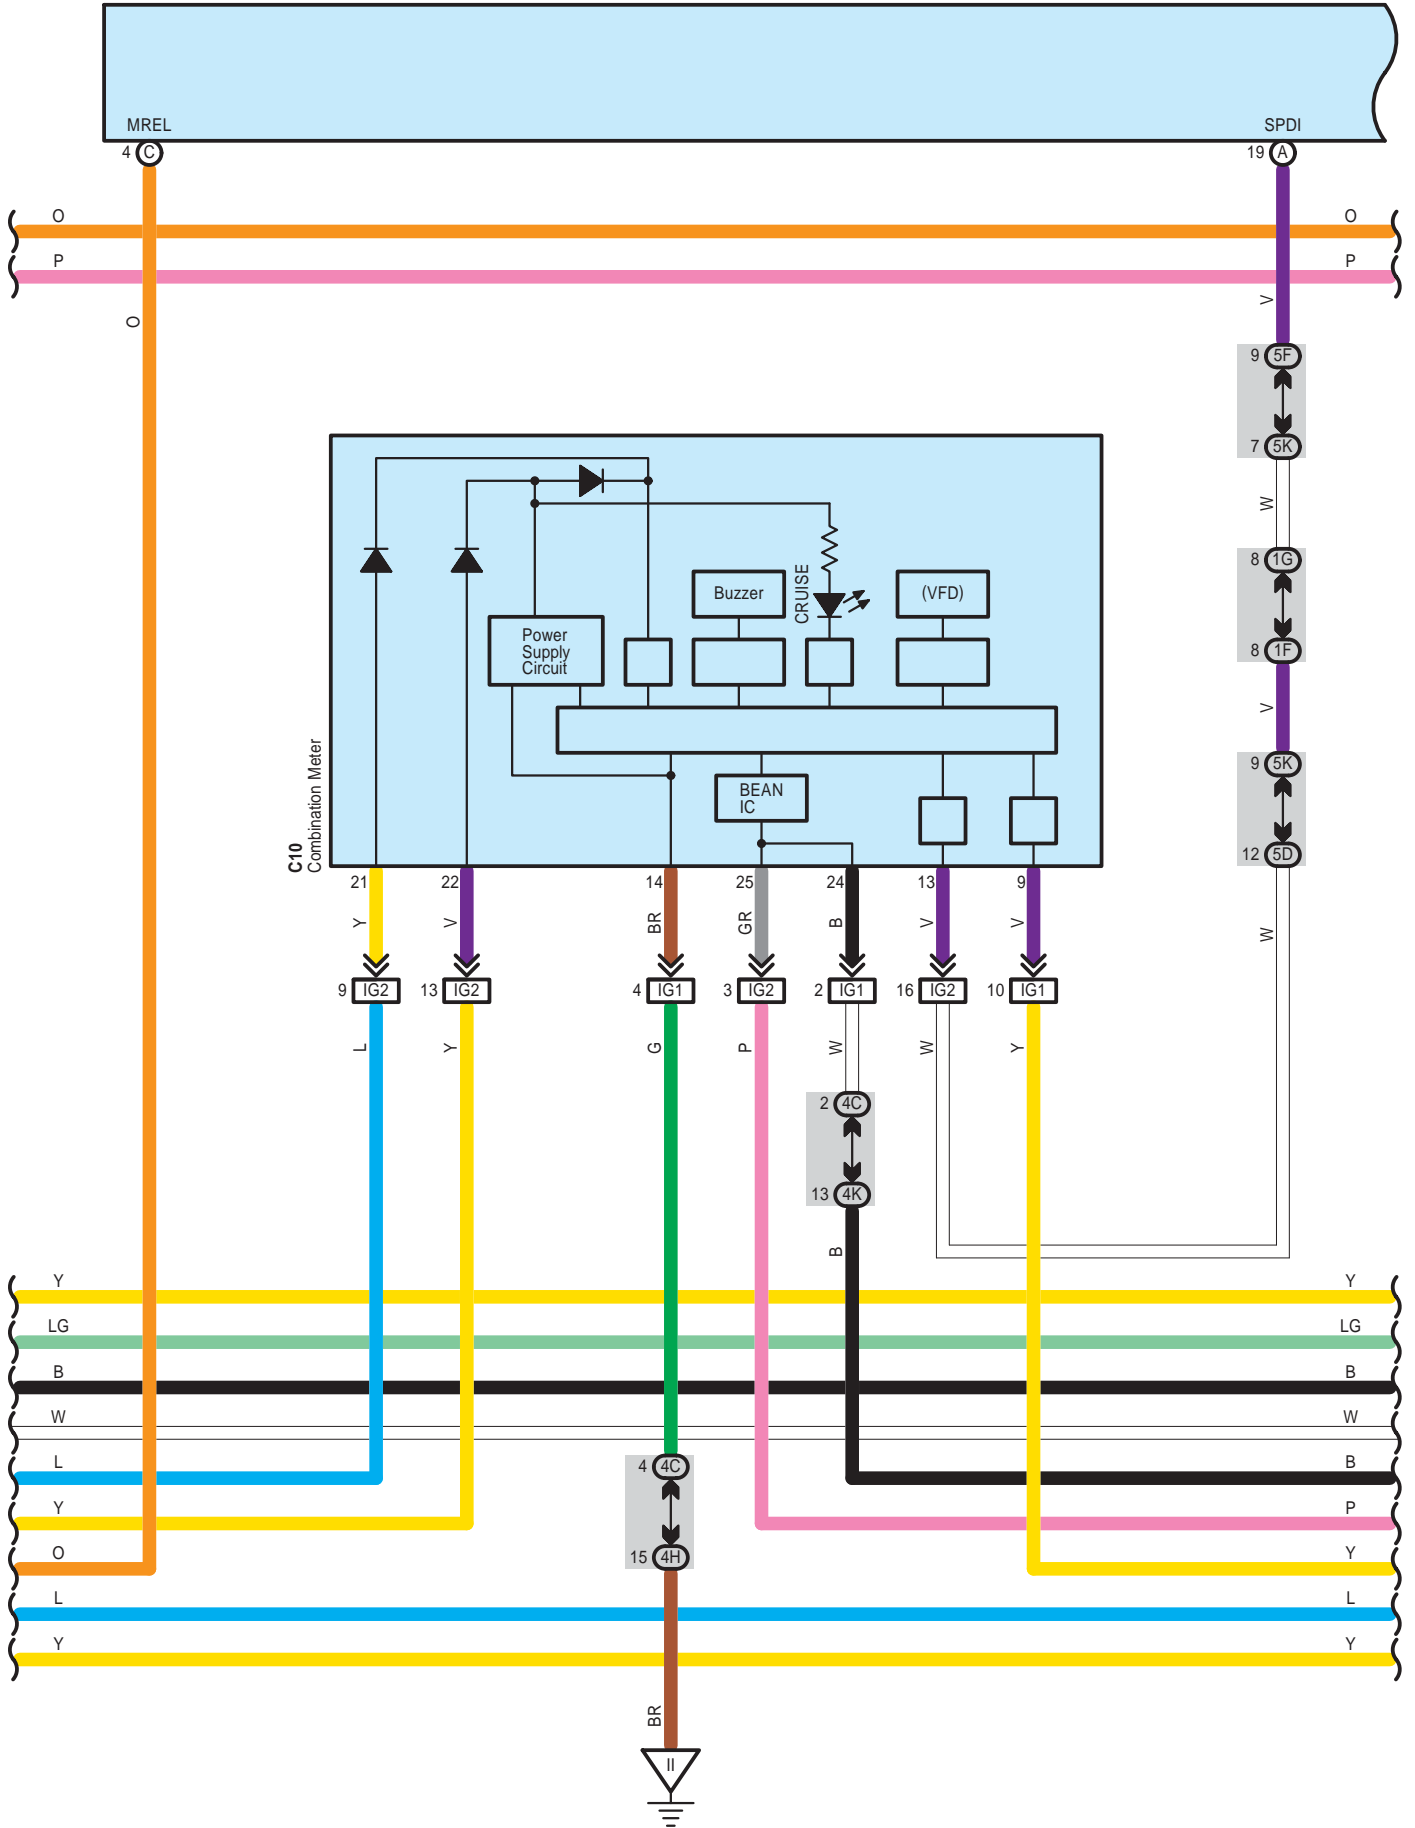 MREL
SPDI
4 C
19 A
O
O
P
P
O
V
9 5F
7 5K
W
8 1G
8 1F
V
9 5K
12 5D
W
C10
Combination Meter
CRUISE
Buzzer
(VFD)
Power
Supply
Circuit
BEAN
IC
21
22
14
25
24
13
9
Y
V
BR
GR
B
V
V
9 IG2
13 IG2
4 IG1
3 IG2
2 IG1
16 IG2
10 IG1
L
Y
G
P
W
W
Y
2 4C
13 4K
B
Y
Y
LG
LG
B
B
W
W
L
B
Y
P
O
Y
L
L
Y
Y
4 4C
15 4H
BR
II